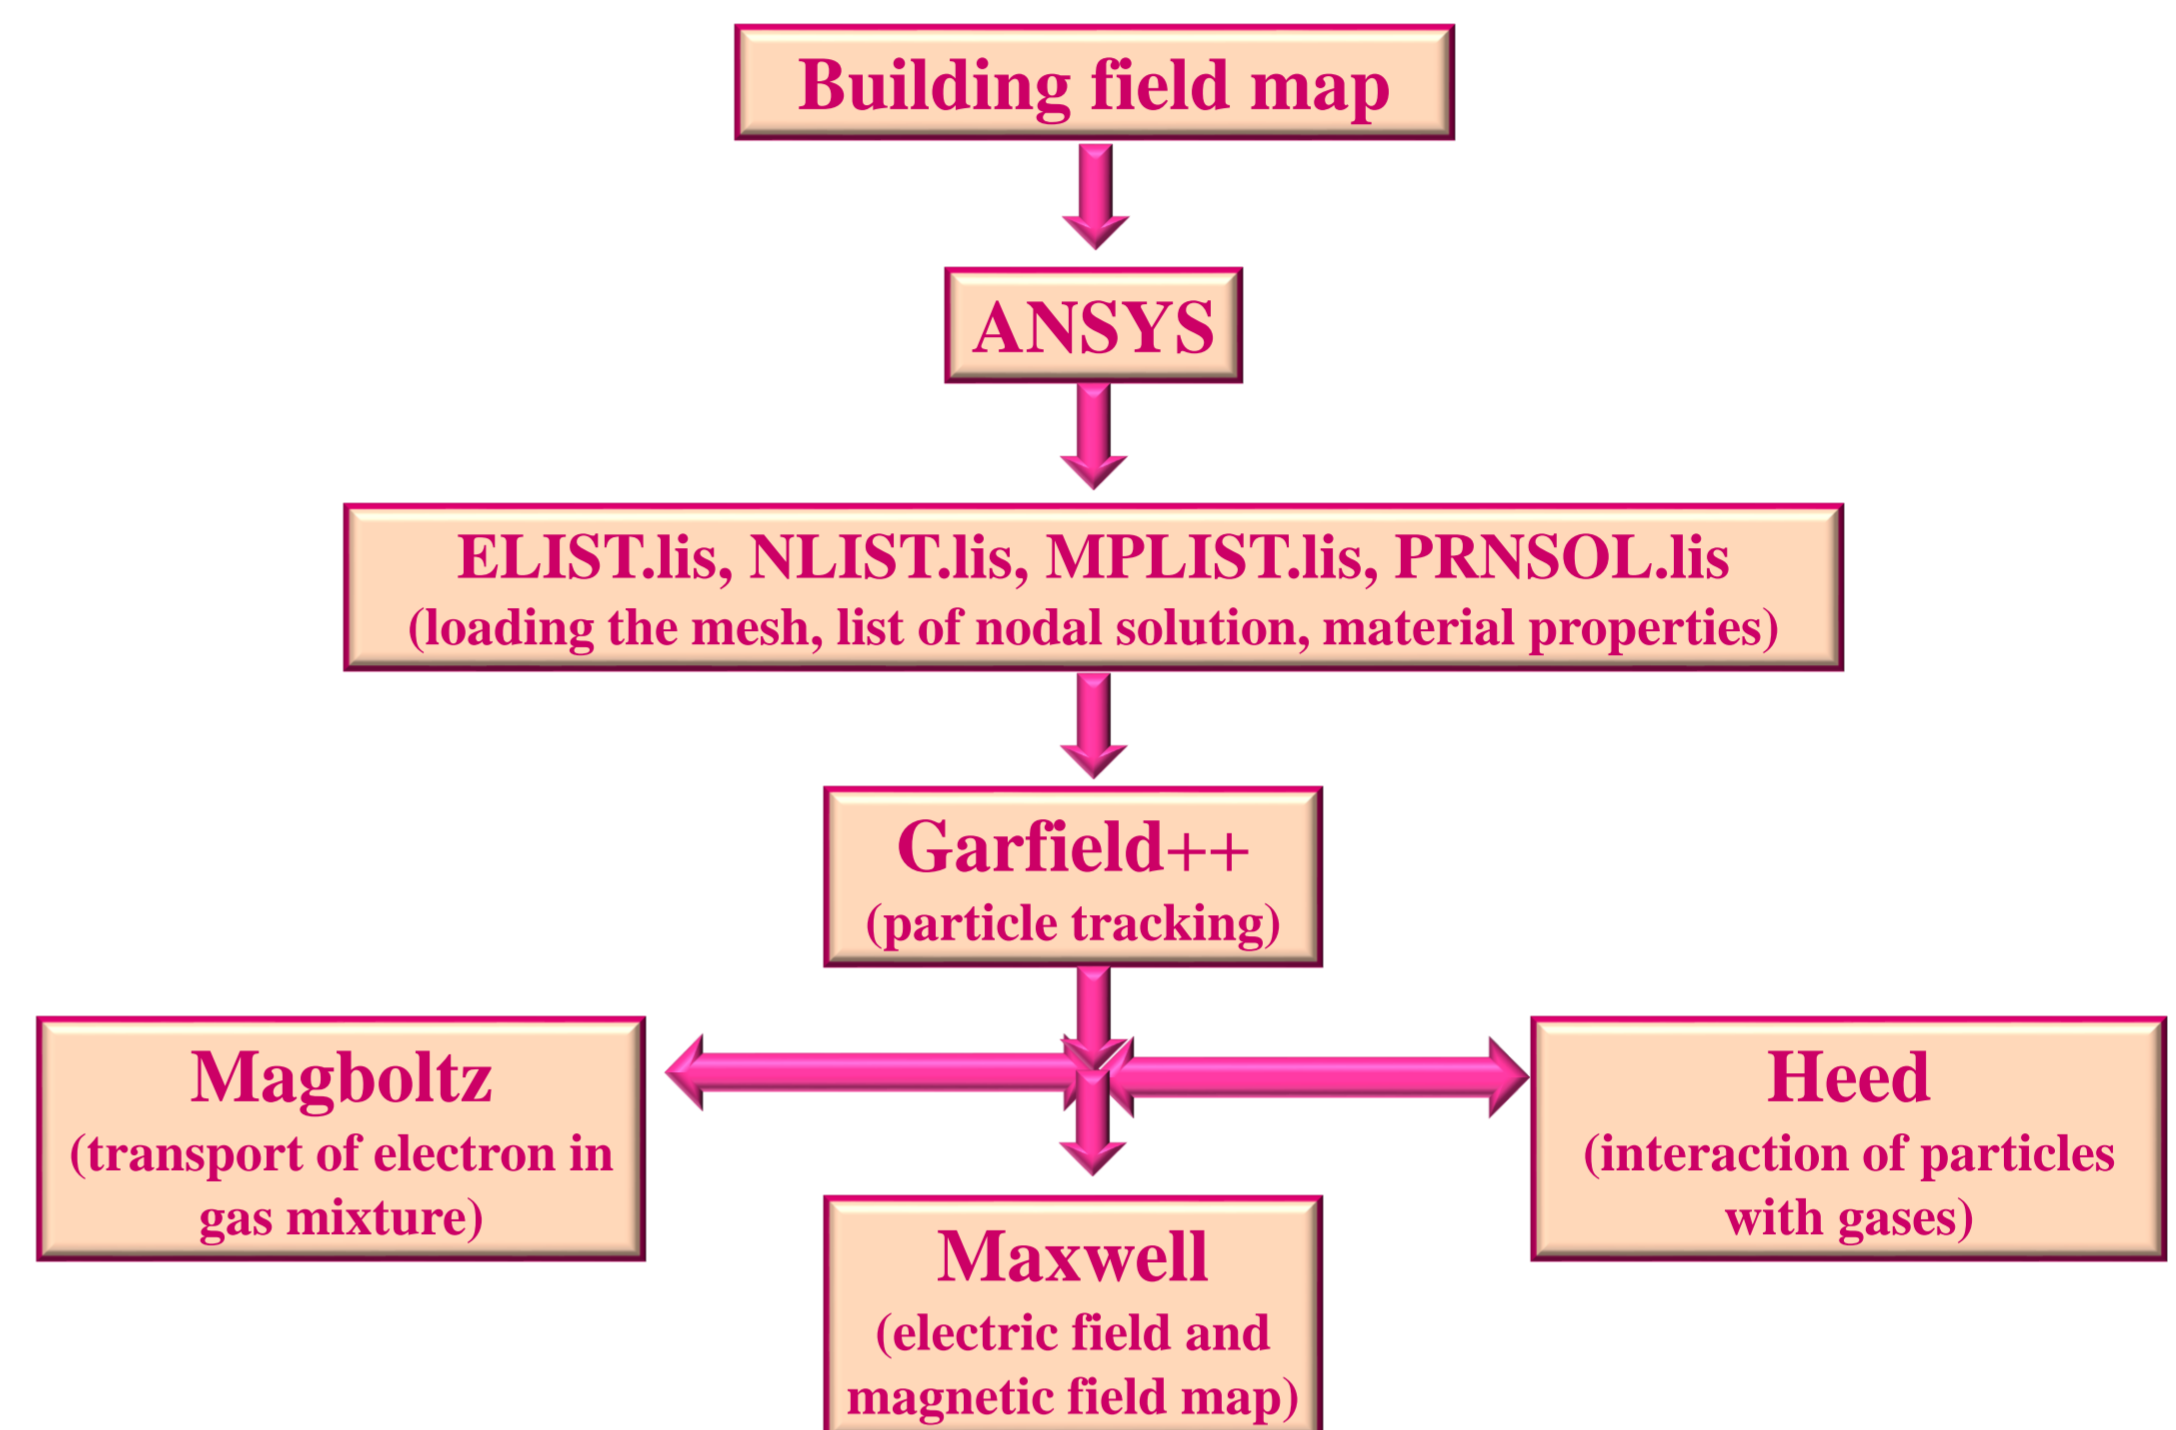 Building field map
ANSYS
ELIST.lis, NLIST.lis, MPLIST.lis, PRNSOL.lis
(loading the mesh, list of nodal solution, material properties)
Garfield++
(particle tracking)
Magboltz
(transport of electron in
gas mixture)
Heed
(interaction of particles
with gases)
Maxwell
(electric field and
magnetic field map)